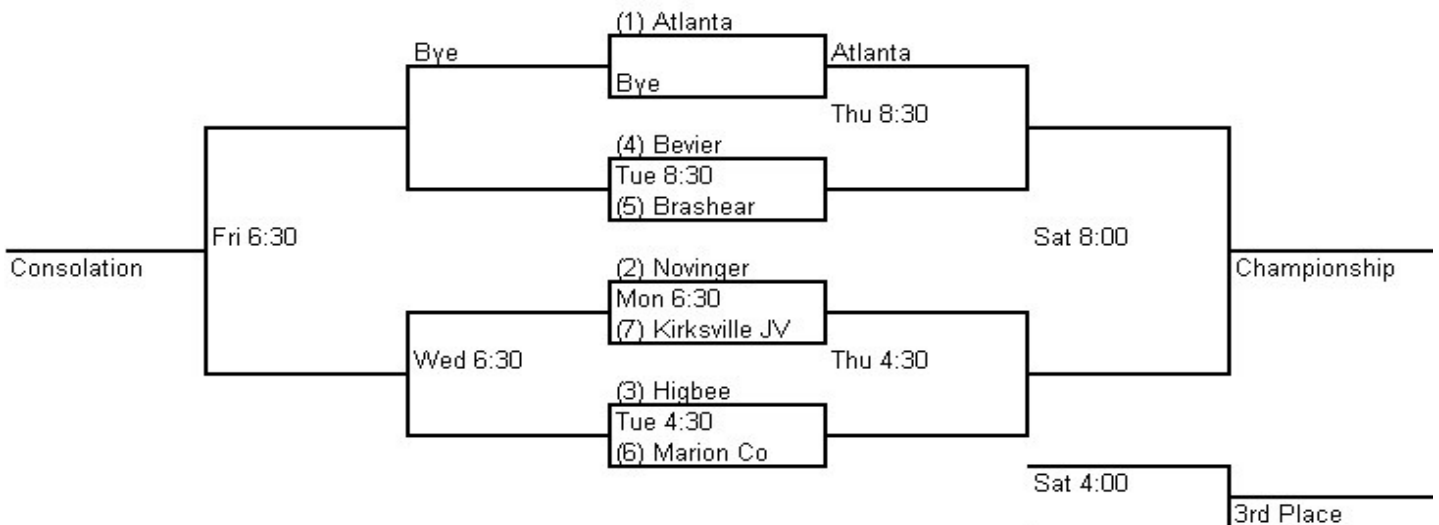 (1) Atlanta
Bye
Atlanta
Bye
Thu 8:30
(4) Bevier
Tue 8:30
(5) Brashear
Fri 6:30
Sat 8:00
Consolation
(2) Novinger
Championship
Mon 6:30
(7) Kirksville JV
Wed 6:30
Thu 4:30
(3) Higbee
Tue 4:30
(6) Marion Co
Sat 4:00
3rd Place